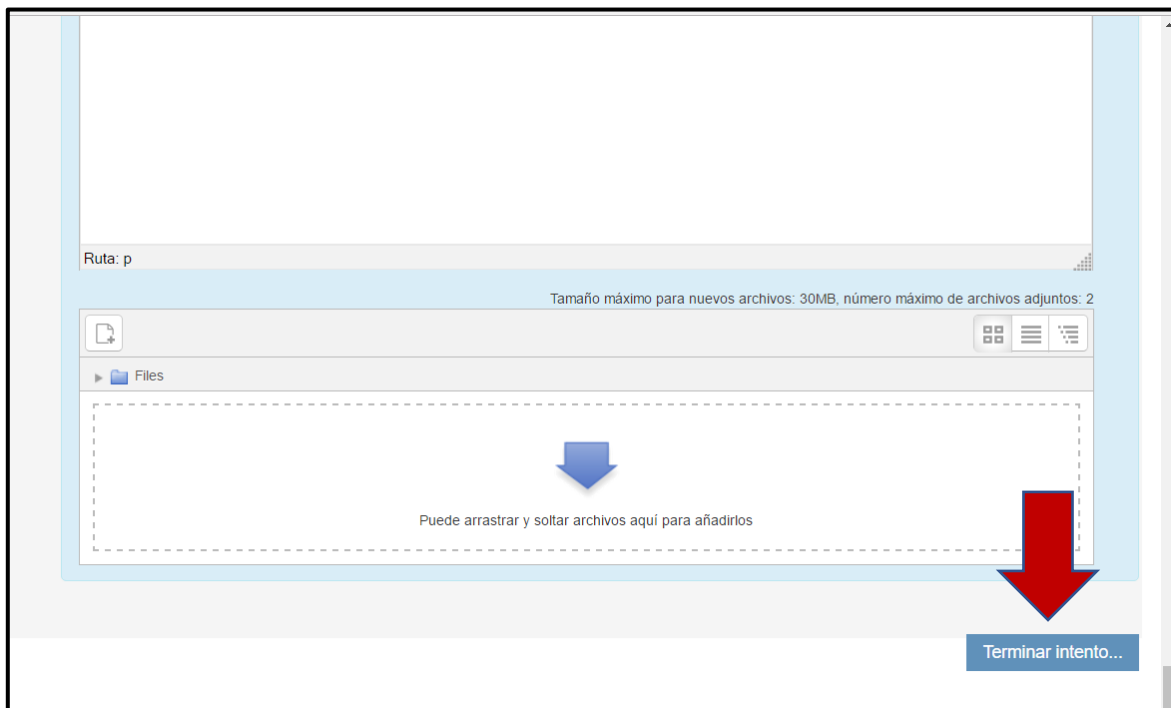 Ruta: p
Tamaño máximo para nuevos archivos: 30MB, número máximo de archivos adjuntos: 2
Files
Puede arrastrar y soltar archivos aquí para añadirlos
Terminar intento...